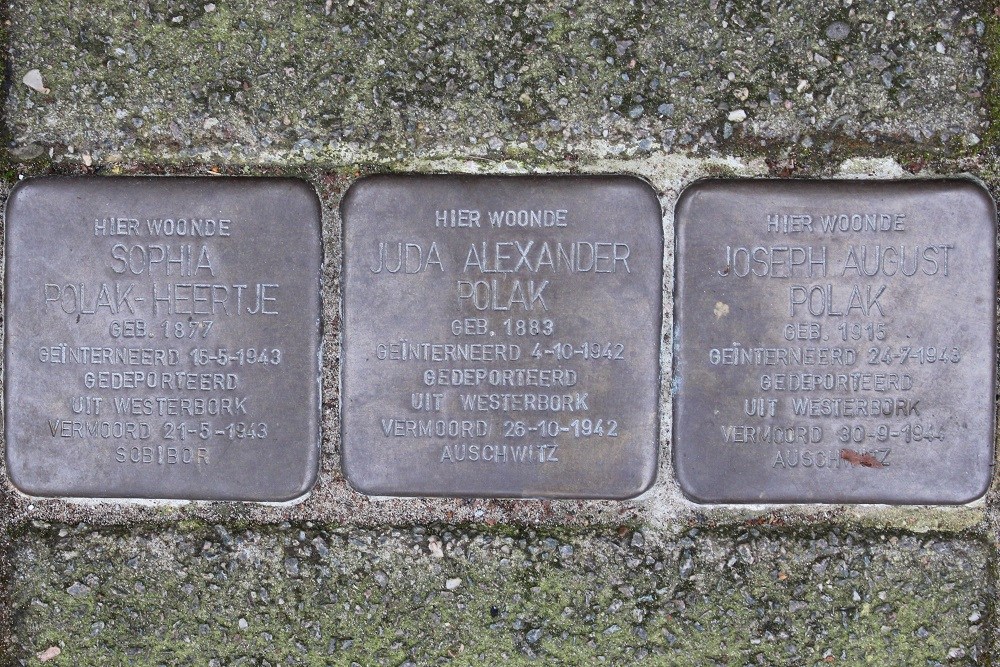 HIER WOONDE
SOPHIA
POLAK-HEERTJE
GEB. 1877
GEÏNTERNEERD 15-5-1943
GEDEPORTEERD
UIT WESTERBORK
VERMOORD 21-5-1943
SOBIBOR
HIER WOONDE
JUDA ALEXANDER
POLAK
GEB. 1883
GEÏNTERNEERD 4-10-1942
GEDEPORTEERD
UIT WESTERBORK
VERMOORD 26-10-1942
AUSCHWITZ
HIER WOONDE
JOSEPH AUGUST
POLAK
GEB. 1915
GEÏNTERNEERD 24-7-1943
GEDEPORTEERD
UIT WESTERBORK
VERMOORD 30-9-1944
AUSCHWITZ